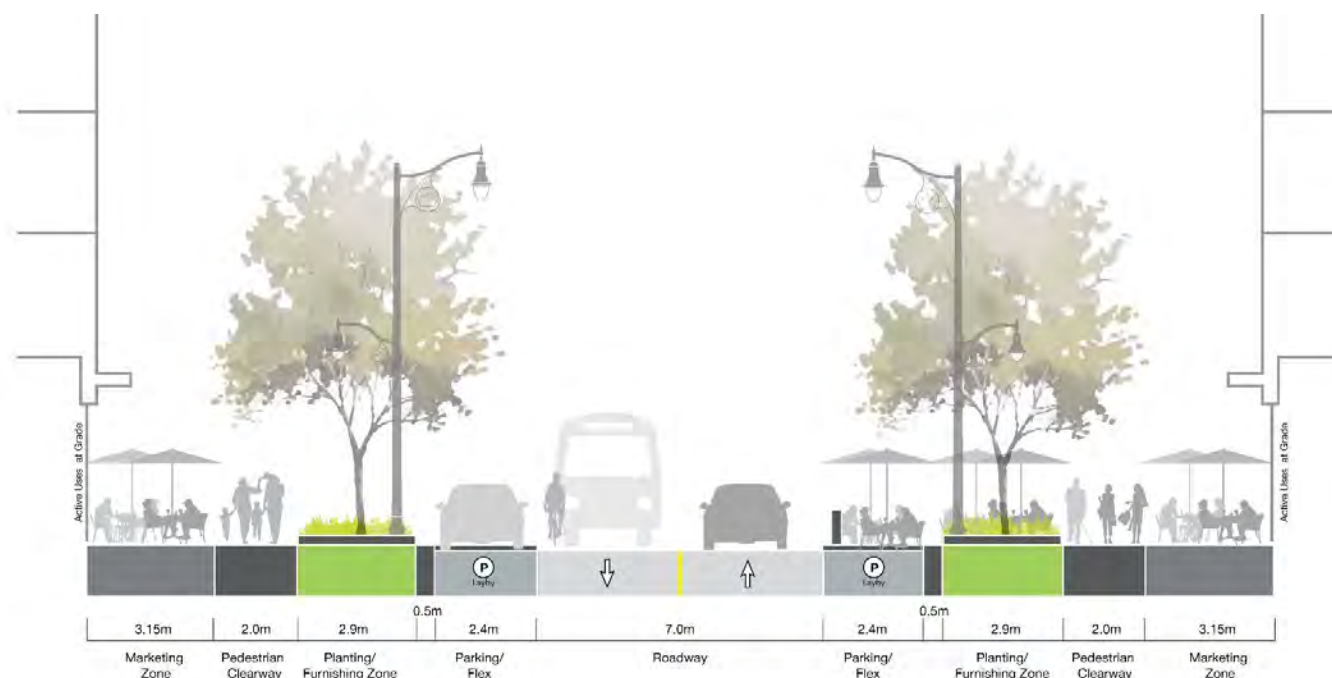 Active Uses at Grade
Active Uses at Grade
P
Layby
P
Layby
0.5m
0.5m
3.15m
2.0m
2.9m
2.4m
7.0m
2.4m
2.9m
2.0m
3.15m
Marketing
Zone
Pedestrian
Clearway
Planting/
Furnishing Zone
Parking/
Flex
Roadway
Parking/
Flex
Planting/
Furnishing Zone
Pedestrian
Clearway
Marketing
Zone